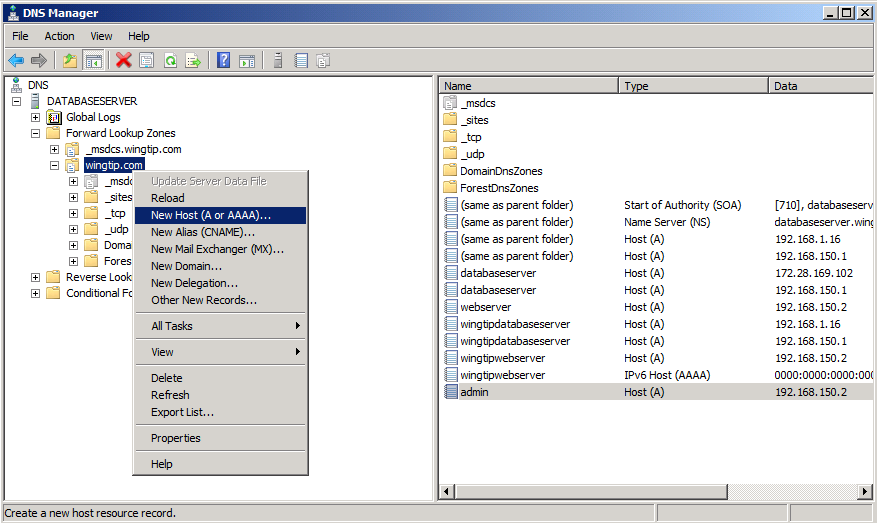 DNS Manager
File Action View Help
DNS
DATABASESERVER
Global Logs
Forward Lookup Zones
_msdcs.wingtip.com
wingtip.com
_msdc
_sites
_tcp
_udp
Domai
Fores
Reverse Looku
Conditional Fo
Update Server Data File
Reload
New Host (A or AAAA)...
New Alias (CNAME)...
New Mail Exchanger (MX)...
New Domain...
New Delegation...
Other New Records...
All Tasks
View
Delete
Refresh
Export List...
Properties
Help
Name Type Data
_msdcs
_sites
_tcp
_udp
DomainDnsZones
ForestDnsZones
(same as parent folder) Start of Authority (SOA) [710], databaseserv
(same as parent folder) Name Server (NS) databaseserver.wing
(same as parent folder) Host (A) 192.168.1.16
(same as parent folder) Host (A) 192.168.150.1
databaseserver Host (A) 172.28.169.102
databaseserver Host (A) 192.168.150.1
webserver Host (A) 192.168.150.2
wingtipdatabaseserver Host (A) 192.168.1.16
wingtipdatabaseserver Host (A) 192.168.150.1
wingtipwebserver Host (A) 192.168.150.2
wingtipwebserver IPv6 Host (AAAA) 0000:0000:0000:000
admin Host (A) 192.168.150.2
Create a new host resource record.